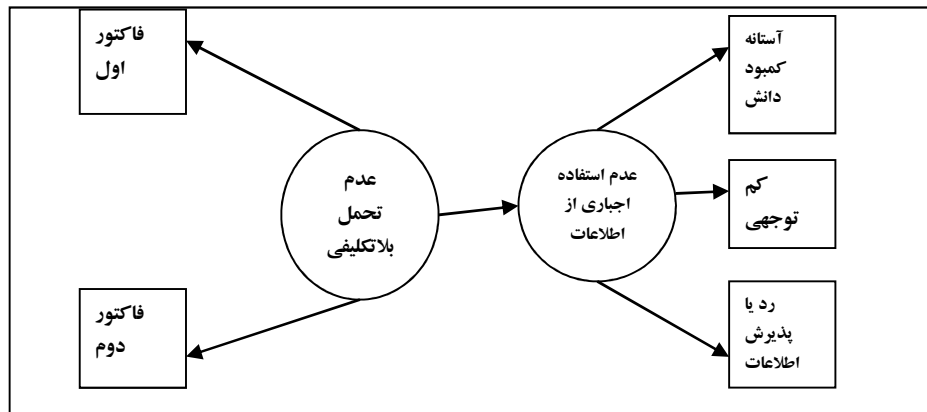 آستانه
کمبود
دانش
کم
توجهی
رد یا
پذیرش
اطلاعات
عدم استفاده
اجباری از
اطلاعات
عدم
تحمل
بلاتکلیفی
فاکتور
اول
فاکتور
دوم